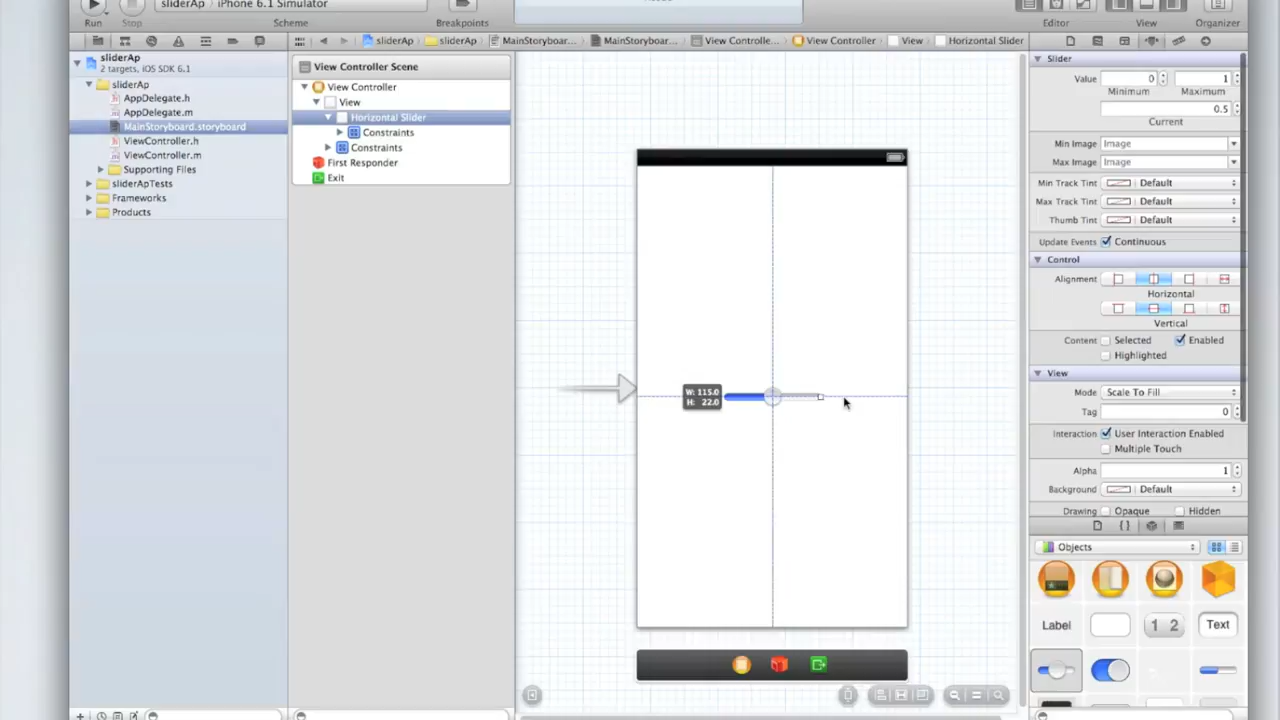 sliderAp iPhone 6.1 Simulator
Run Stop Scheme Breakpoints Editor View Organizer
sliderAp sliderAp MainStoryboar... MainStoryboar... View Controlle... View Controller View Horizontal Slider
sliderAp
2 targets, iOS SDK 6.1
sliderAp
AppDelegate.h
AppDelegate.m
MainStoryboard.storyboard
ViewController.h
ViewController.m
Supporting Files
sliderApTests
Frameworks
Products
View Controller Scene
View Controller
View
Horizontal Slider
Constraints
Constraints
First Responder
Exit
W: 115.0
H: 22.0
Slider
Value 0 1
Minimum Maximum
0.5
Current
Min Image Image
Max Image Image
Min Track Tint Default
Max Track Tint Default
Thumb Tint Default
Update Events Continuous
Control
Alignment
Horizontal
Vertical
Content Selected Enabled
Highlighted
View
Mode Scale To Fill
Tag 0
Interaction User Interaction Enabled
Multiple Touch
Alpha 1
Background Default
Drawing Opaque Hidden
{ }
Objects
Label 1 2 Text